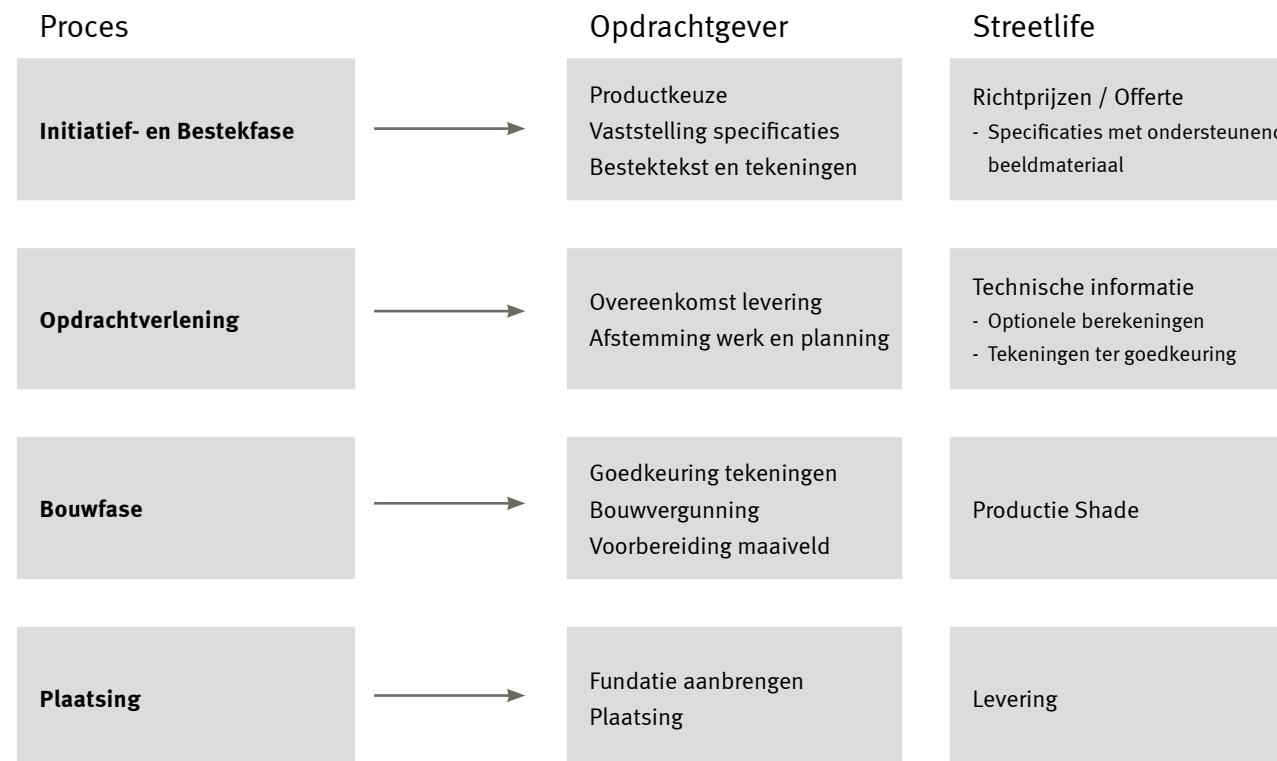 Proces
Opdrachtgever
Streetlife
Initiatief- en Bestekfase
Productkeuze
Vaststelling specificaties
Bestektekst en tekeningen
Richtprijzen / Offerte
- Specificaties met ondersteunend
beeldmateriaal
Opdrachtverlening
Overeenkomst levering
Afstemming werk en planning
Technische informatie
- Optionele berekeningen
- Tekeningen ter goedkeuring
Bouwfase
Goedkeuring tekeningen
Bouwvergunning
Voorbereiding maaiveld
Productie Shade
Plaatsing
Fundatie aanbrengen
Plaatsing
Levering